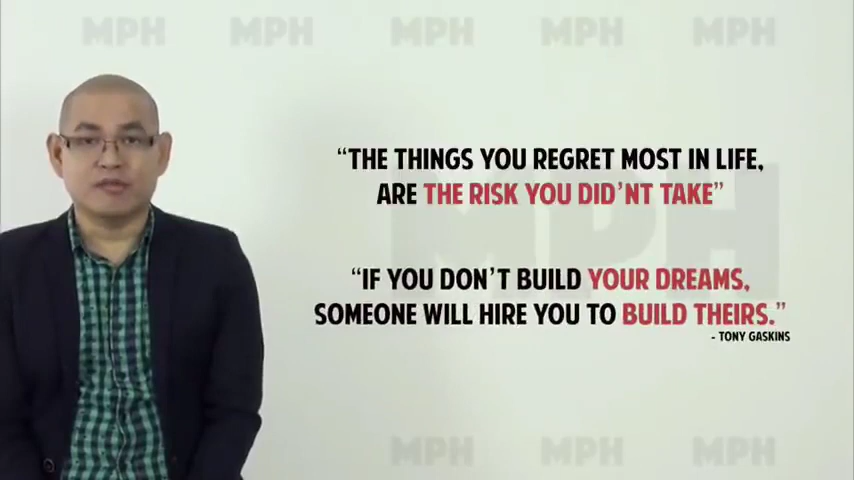 MPH MPH MPH MPH MPH
“THE THINGS YOU REGRET MOST IN LIFE,
ARE THE RISK YOU DID’NT TAKE”
MPH
“IF YOU DON’T BUILD YOUR DREAMS,
SOMEONE WILL HIRE YOU TO BUILD THEIRS.”
- TONY GASKINS
MPH MPH MPH